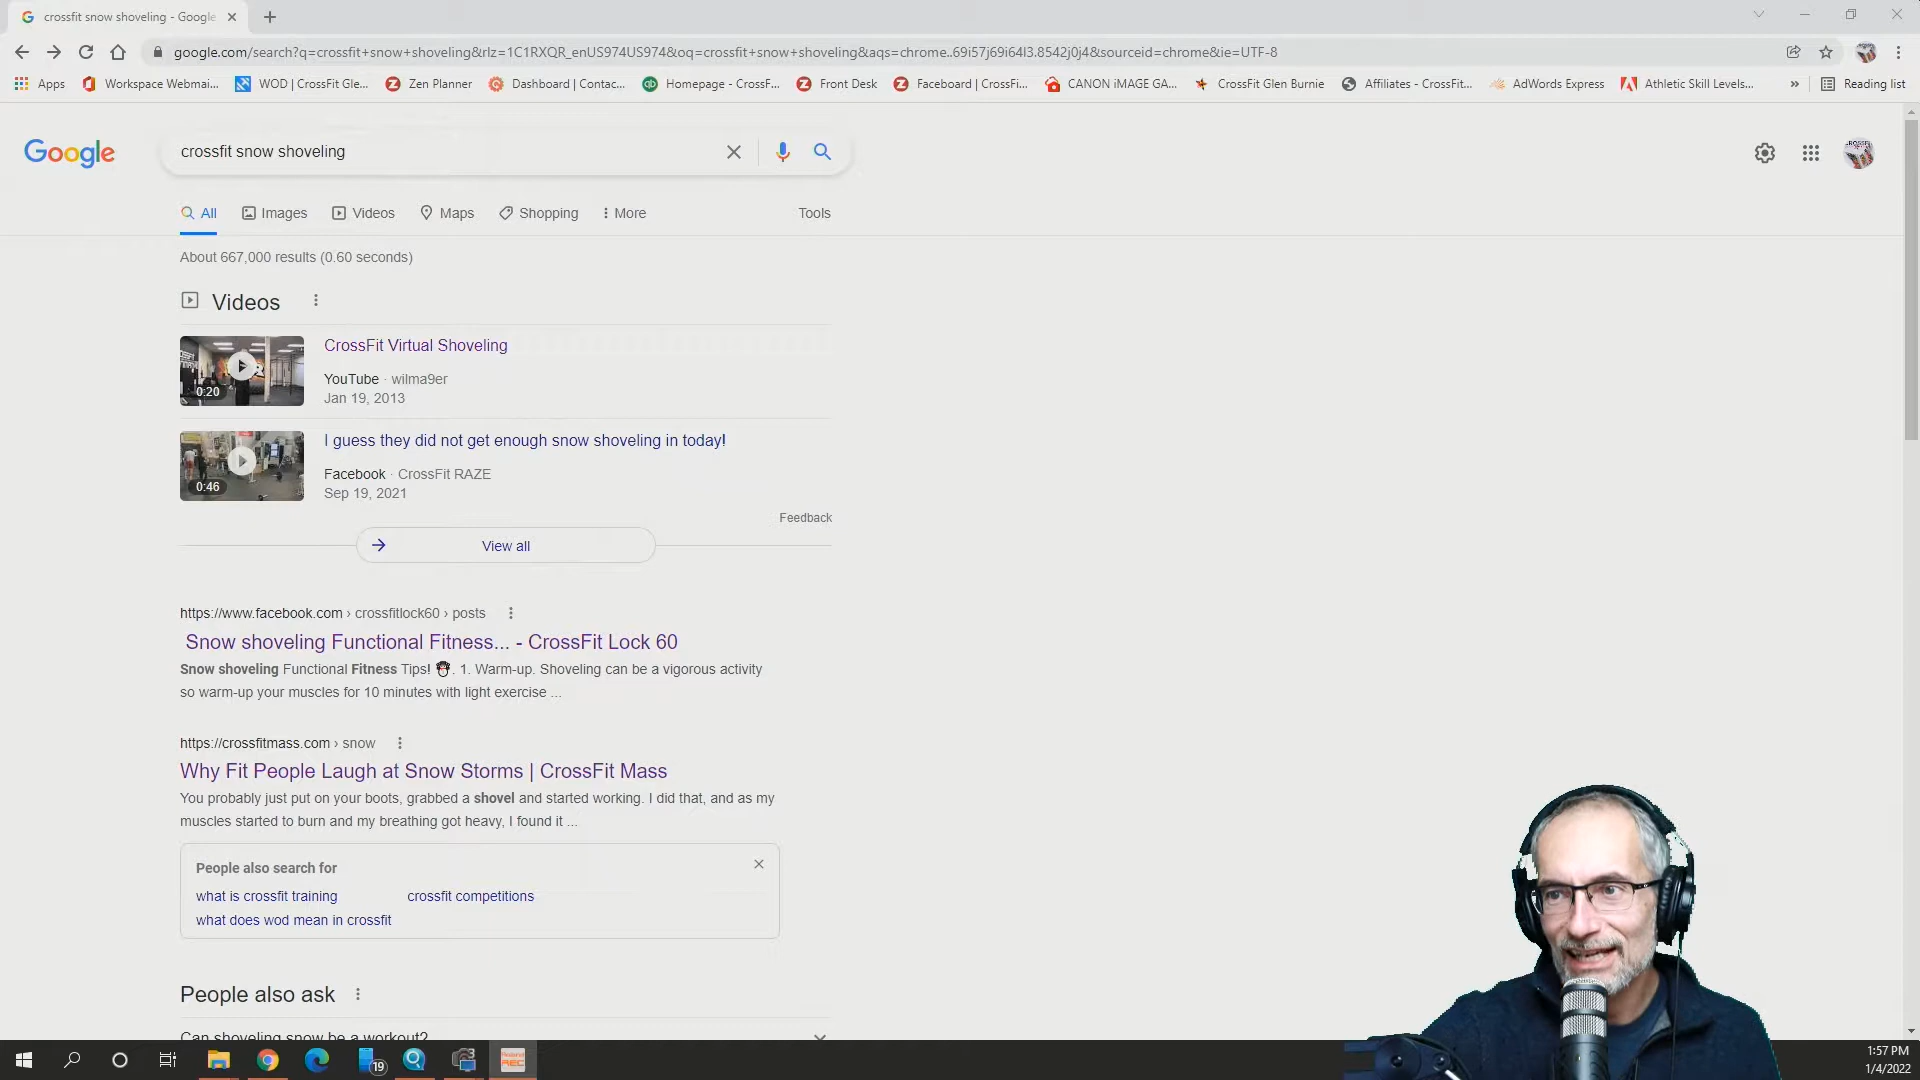 crossfit snow shoveling - Google
google.com/search?q=crossfit+snow+shoveling&rlz=1C1RXQR_enUS974US974&oq=crossfit+snow+shoveling&aqs=chrome..69i57j69i64l3.8542j0j4&sourceid=chrome&ie=UTF-8
Apps Workspace Webmai... WOD | CrossFit Gle... Zen Planner Dashboard | Contac... Homepage - CrossF... Front Desk Faceboard | CrossFi... CANON iMAGE GA... CrossFit Glen Burnie Affiliates - CrossFit... AdWords Express Athletic Skill Levels... » Reading list
Google crossfit snow shoveling
All Images Videos Maps Shopping More Tools
About 667,000 results (0.60 seconds)
Videos
CrossFit Virtual Shoveling
YouTube · wilma9er
0:20
Jan 19, 2013
I guess they did not get enough snow shoveling in today!
Facebook · CrossFit RAZE
0:46
Sep 19, 2021
Feedback
View all
https://www.facebook.com › crossfitlock60 › posts
Snow shoveling Functional Fitness... - CrossFit Lock 60
Snow shoveling Functional Fitness Tips! ⛄. 1. Warm-up. Shoveling can be a vigorous activity
so warm-up your muscles for 10 minutes with light exercise ...
https://crossfitmass.com › snow
Why Fit People Laugh at Snow Storms | CrossFit Mass
You probably just put on your boots, grabbed a shovel and started working. I did that, and as my
muscles started to burn and my breathing got heavy, I found it ...
People also search for
what is crossfit training crossfit competitions
what does wod mean in crossfit
People also ask
Can shoveling snow be a workout?
19
3
REC
1:57 PM
1/4/2022